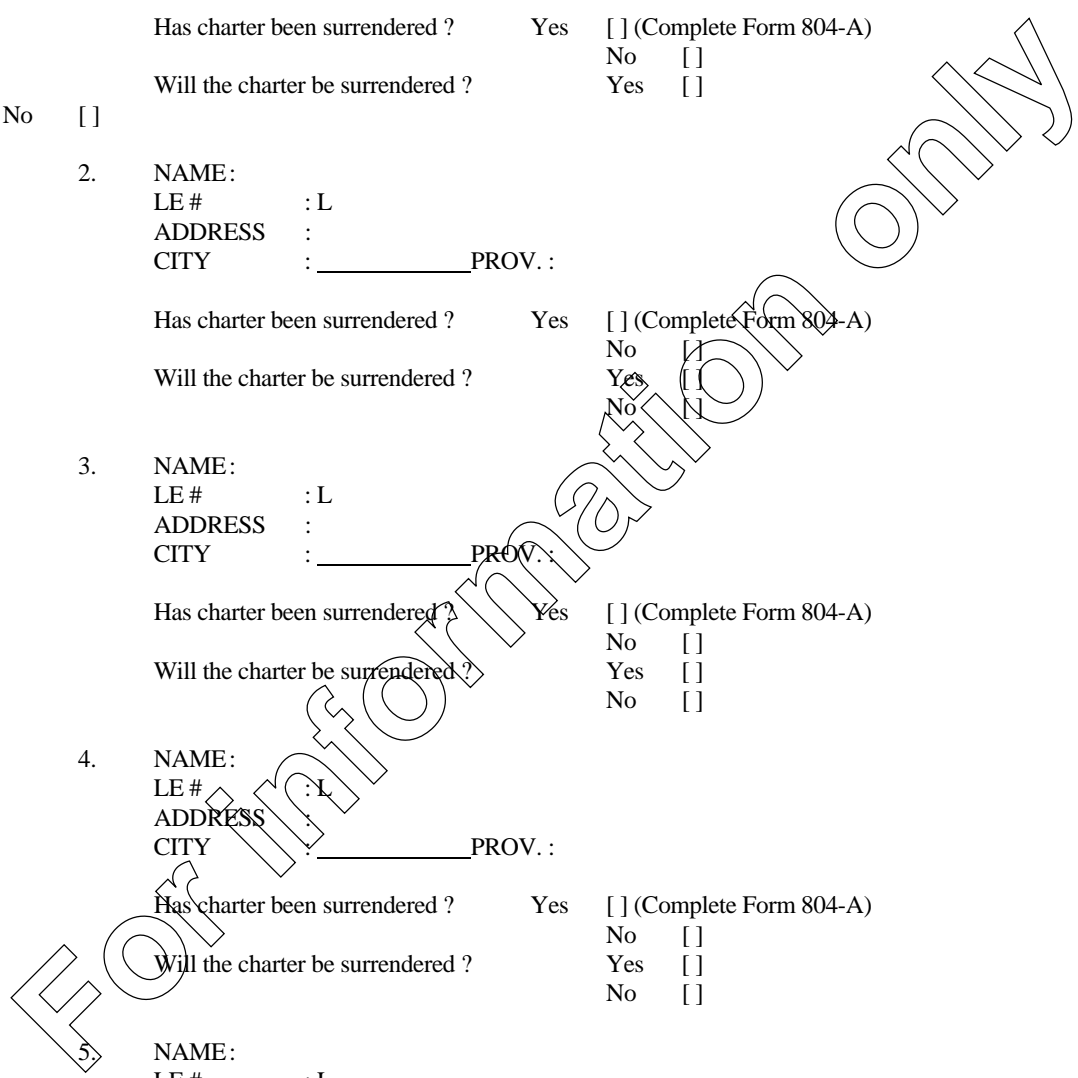 Has charter been surrendered ? Yes [ ] (Complete Form 804-A)
No [ ]
Will the charter be surrendered ? Yes [ ]
No [ ]
2. NAME :
LE # : L
ADDRESS :
CITY : ____________PROV. :
Has charter been surrendered ? Yes [ ] (Complete Form 804-A)
No [ ]
Will the charter be surrendered ? Yes [ ]
No [ ]
3. NAME :
LE # : L
ADDRESS :
CITY : ____________PROV. :
Has charter been surrendered ? Yes [ ] (Complete Form 804-A)
No [ ]
Will the charter be surrendered ? Yes [ ]
No [ ]
4. NAME :
LE # : L
ADDRESS :
CITY : ____________PROV. :
Has charter been surrendered ? Yes [ ] (Complete Form 804-A)
No [ ]
Will the charter be surrendered ? Yes [ ]
No [ ]
5. NAME :
LE # : L
For information only